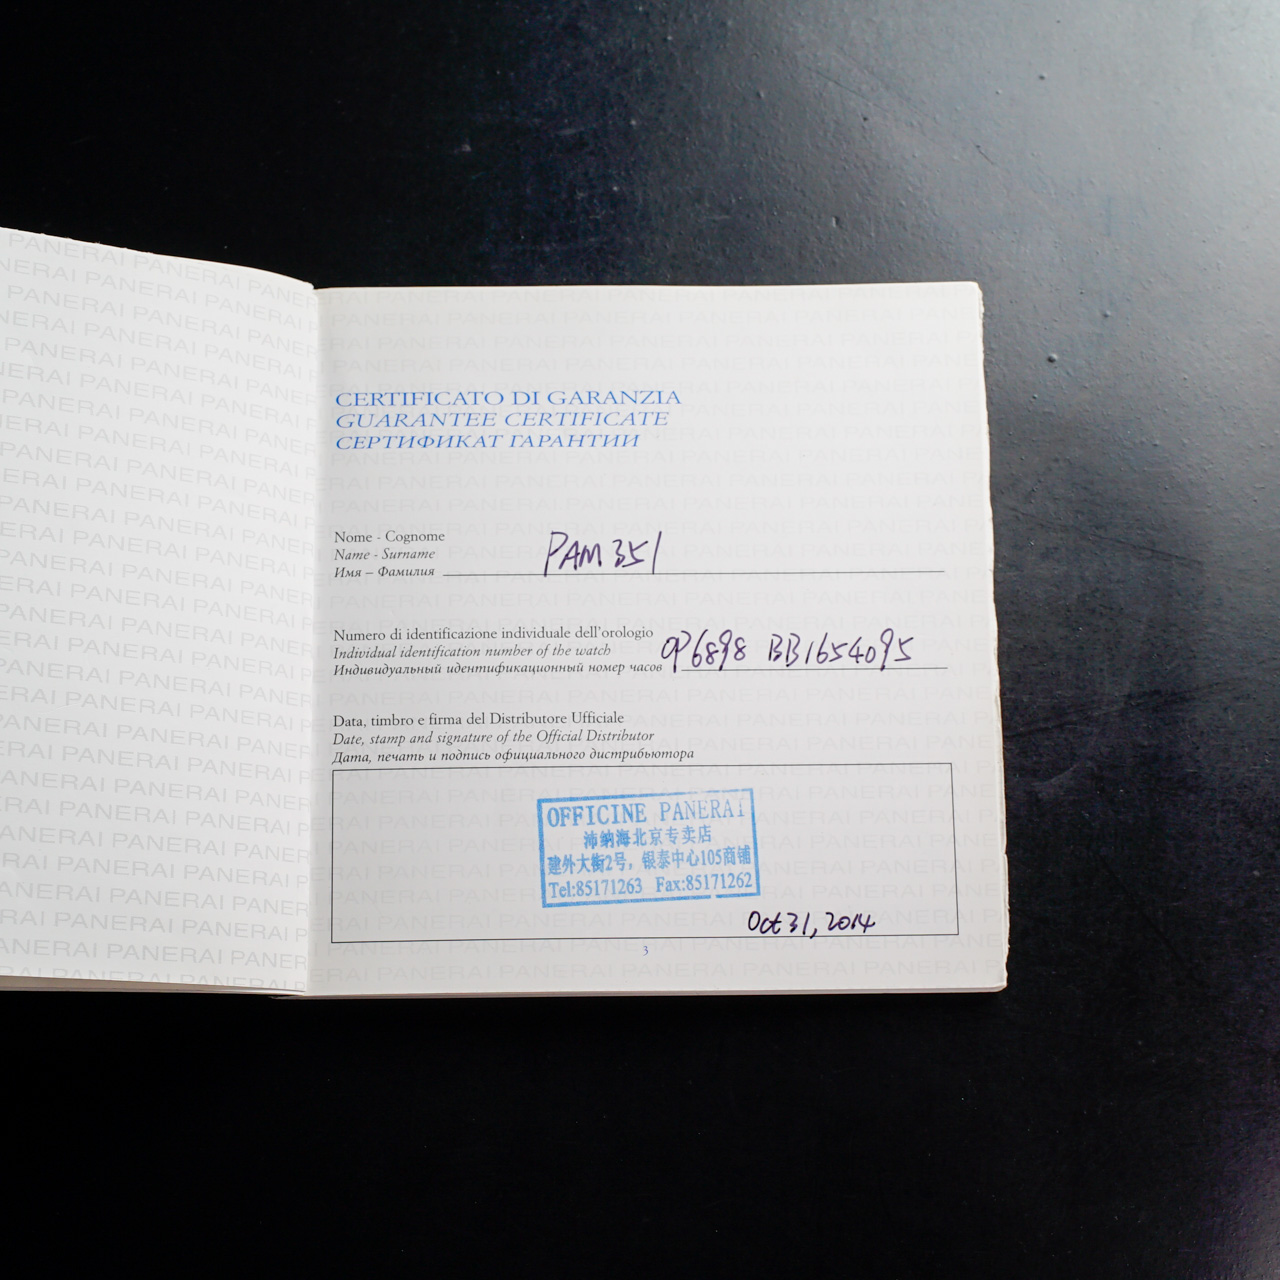 CERTIFICATO DI GARANZIA
GUARANTEE CERTIFICATE
СЕРТИФИКАТ ГАРАНТИИ
Nome - Cognome
Name - Surname
Имя – Фамилия
PAM 351
Numero di identificazione individuale dell'orologio
Individual identification number of the watch
Индивидуальный идентификационный номер часов
OP6898 BB1654095
Data, timbro e firma del Distributore Ufficiale
Date, stamp and signature of the Official Distributor
Дата, печать и подпись официального дистрибьютора
OFFICINE PANERAI
沛纳海北京专卖店
建外大街2号，银泰中心105商铺
Tel:85171263 Fax:85171262
Oct 31, 2014
3